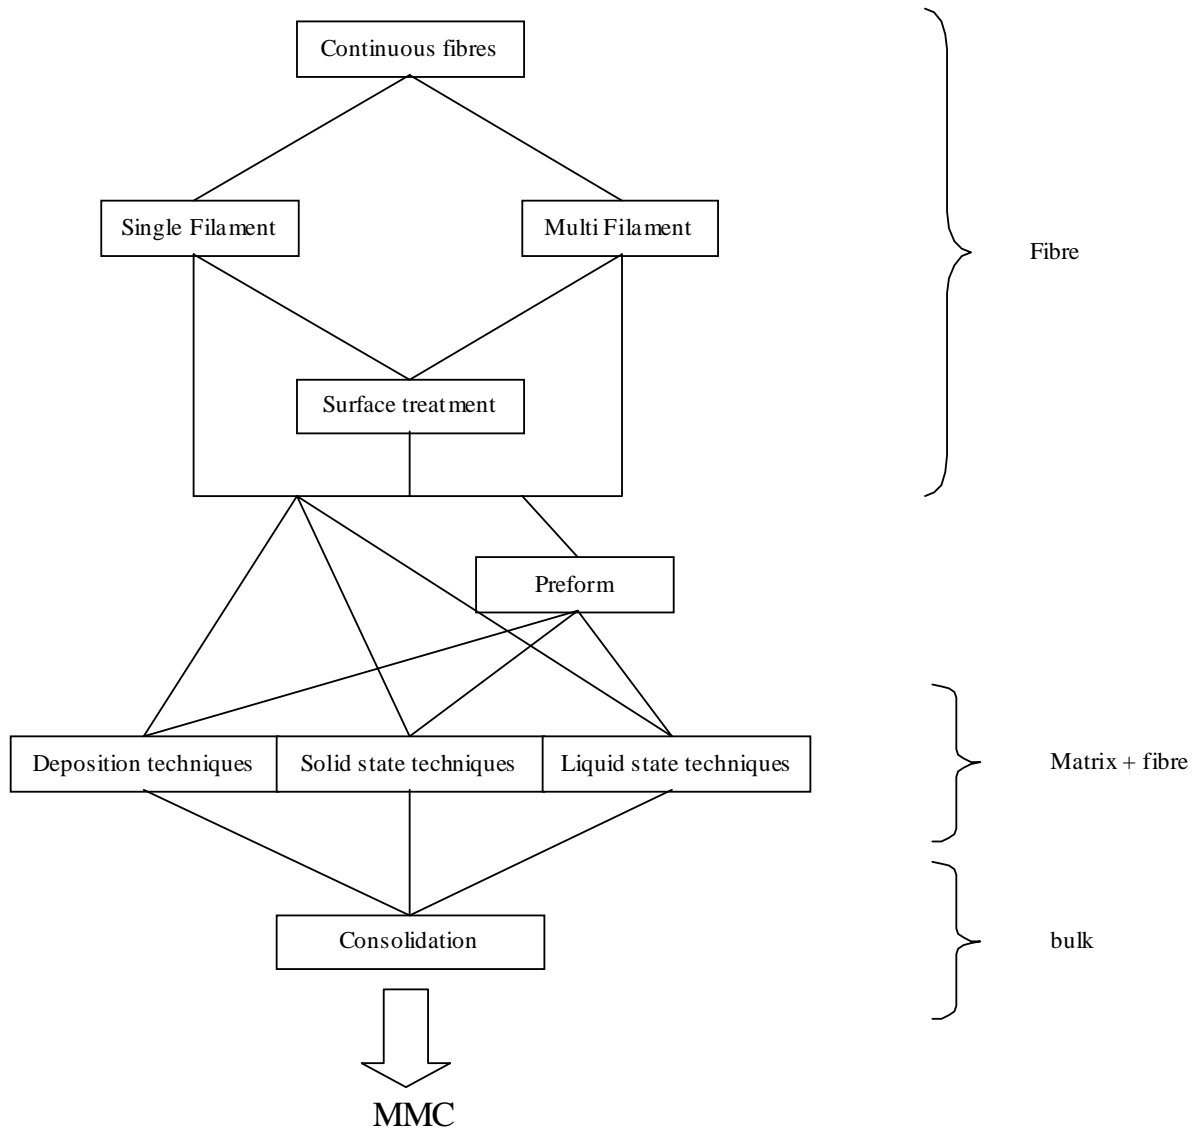 Continuous fibres
Single Filament
Multi Filament
Fibre
Surface treatment
Preform
Deposition techniques
Solid state techniques
Liquid state techniques
Matrix + fibre
Consolidation
bulk
MMC